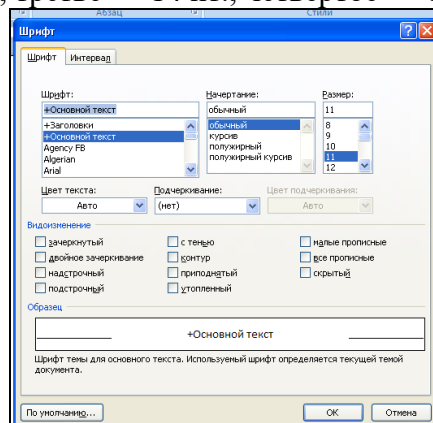 Абзац Стили
Шрифт
Шрифт Интервал
Шрифт: Начертание: Размер:
+Основной текст обычный 11
+Заголовки обычный 8
+Основной текст курсив 9
Agency FB полужирный 10
Algerian полужирный курсив 11
Arial 12
Цвет текста: Подчеркивание: Цвет подчеркивания:
Авто (нет) Авто
Видоизменение
зачеркнутый с тенью малые прописные
двойное зачеркивание контур все прописные
надстрочный приподнятый скрытый
подстрочный утопленный
Образец
+Основной текст
Шрифт темы для основного текста. Используемый шрифт определяется текущей темой
документа.
По умолчанию... ОК Отмена